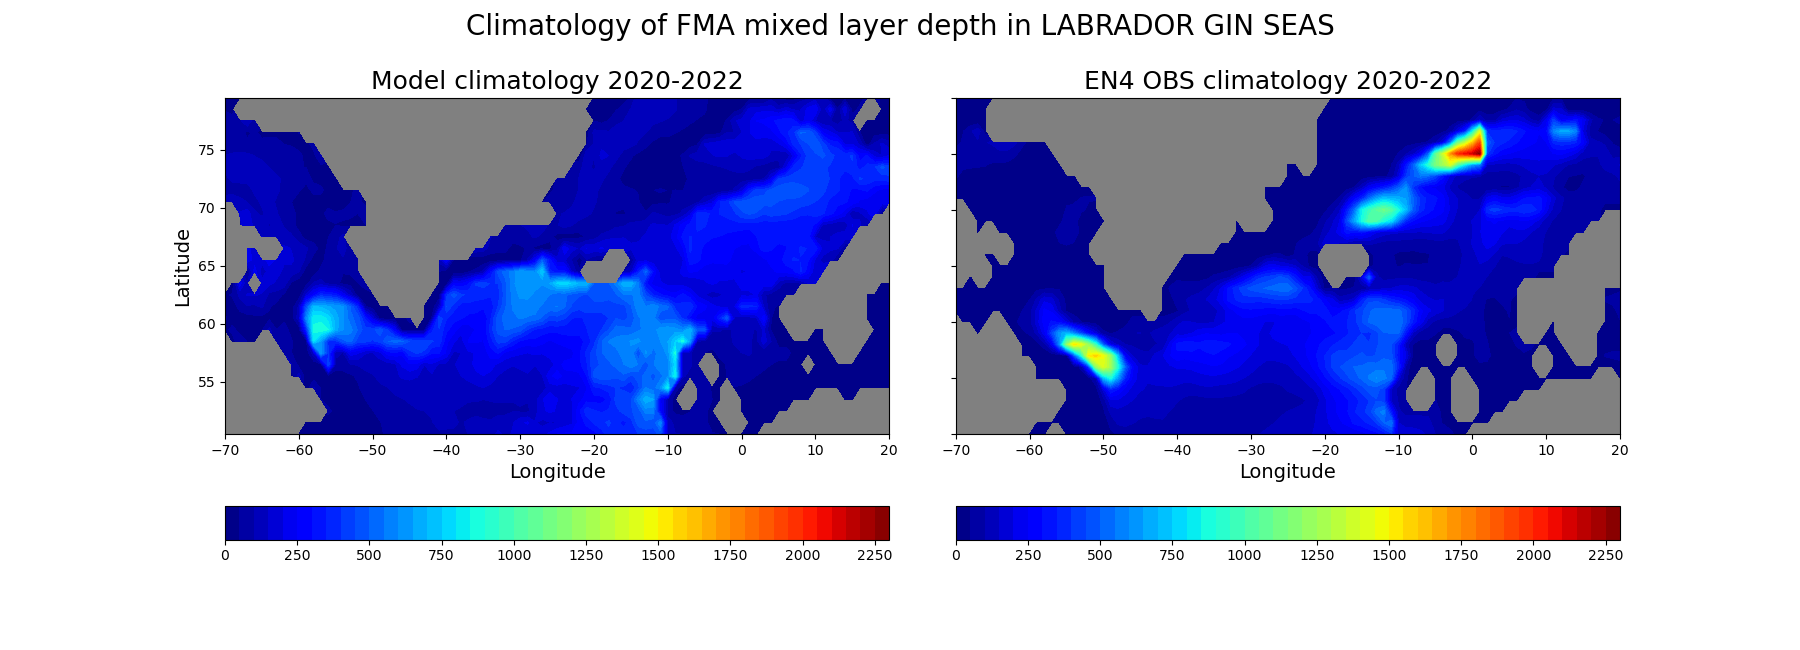 Climatology of FMA mixed layer depth in LABRADOR GIN SEAS
Model climatology 2020-2022
EN4 OBS climatology 2020-2022
Latitude
75
70
65
60
55
−70 −60 −50 −40 −30 −20 −10 0 10 20
−70 −60 −50 −40 −30 −20 −10 0 10 20
Longitude
Longitude
0 250 500 750 1000 1250 1500 1750 2000 2250
0 250 500 750 1000 1250 1500 1750 2000 2250